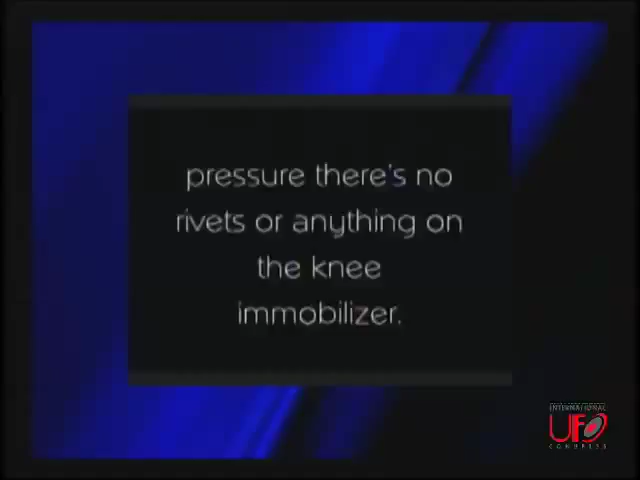 pressure there's no
rivets or anything on
the knee
immobilizer.
INTERNATIONAL
UFO
CONGRESS